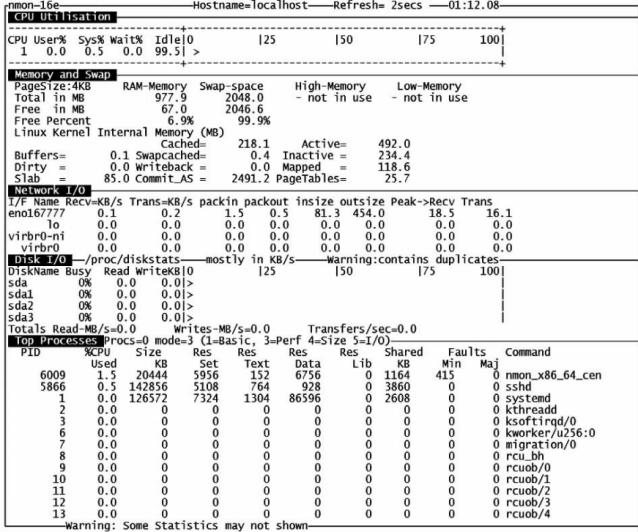 nmon-16e Hostname=localhost Refresh= 2secs 01:12.08
CPU Utilisation
CPU User% Sys% Wait% Idle|0 |25 |50 |75 100|
1 0.0 0.5 0.0 99.5| >
Memory and Swap
PageSize:4KB RAM-Memory Swap-space High-Memory Low-Memory
Total in MB 977.9 2048.0 - not in use - not in use
Free in MB 67.0 2046.6
Free Percent 6.9% 99.9%
Linux Kernel Internal Memory (MB)
Cached= 218.1 Active= 492.0
Buffers= 0.1 Swapcached= 0.4 Inactive = 234.4
Dirty = 0.0 Writeback = 0.0 Mapped = 118.6
Slab = 85.0 Commit_AS = 2491.2 PageTables= 25.7
Network I/O
I/F Name Recv=KB/s Trans=KB/s packin packout insize outsize Peak->Recv Trans
eno167777 0.1 0.2 1.5 0.5 81.3 454.0 18.5 16.1
lo 0.0 0.0 0.0 0.0 0.0 0.0 0.0 0.0
virbr0-ni 0.0 0.0 0.0 0.0 0.0 0.0 0.0 0.0
virbr0 0.0 0.0 0.0 0.0 0.0 0.0 0.0 0.0
Disk I/O /proc/diskstats mostly in KB/s Warning:contains duplicates
DiskName Busy Read WriteKB|0 |25 |50 |75 100|
sda 0% 0.0 0.0|>
sda1 0% 0.0 0.0|>
sda2 0% 0.0 0.0|>
sda3 0% 0.0 0.0|>
Totals Read-MB/s=0.0 Writes-MB/s=0.0 Transfers/sec=0.0
Top Processes Procs=0 mode=3 (1=Basic, 3=Perf 4=Size 5=I/O)
PID %CPU Size Res Res Res Res Shared Faults Command
Used KB Set Text Data Lib KB Min Maj
6009 1.5 20444 5956 152 6756 0 1164 415 0 nmon_x86_64_cen
5866 0.5 142856 5108 764 928 0 3860 0 0 sshd
1 0.0 126572 7324 1304 86596 0 2608 0 0 systemd
2 0.0 0 0 0 0 0 0 0 0 kthreadd
3 0.0 0 0 0 0 0 0 0 0 ksoftirqd/0
6 0.0 0 0 0 0 0 0 0 0 kworker/u256:0
7 0.0 0 0 0 0 0 0 0 0 migration/0
8 0.0 0 0 0 0 0 0 0 0 rcu_bh
9 0.0 0 0 0 0 0 0 0 0 rcuob/0
10 0.0 0 0 0 0 0 0 0 0 rcuob/1
11 0.0 0 0 0 0 0 0 0 0 rcuob/2
12 0.0 0 0 0 0 0 0 0 0 rcuob/3
13 0.0 0 0 0 0 0 0 0 0 rcuob/4
Warning: Some Statistics may not shown